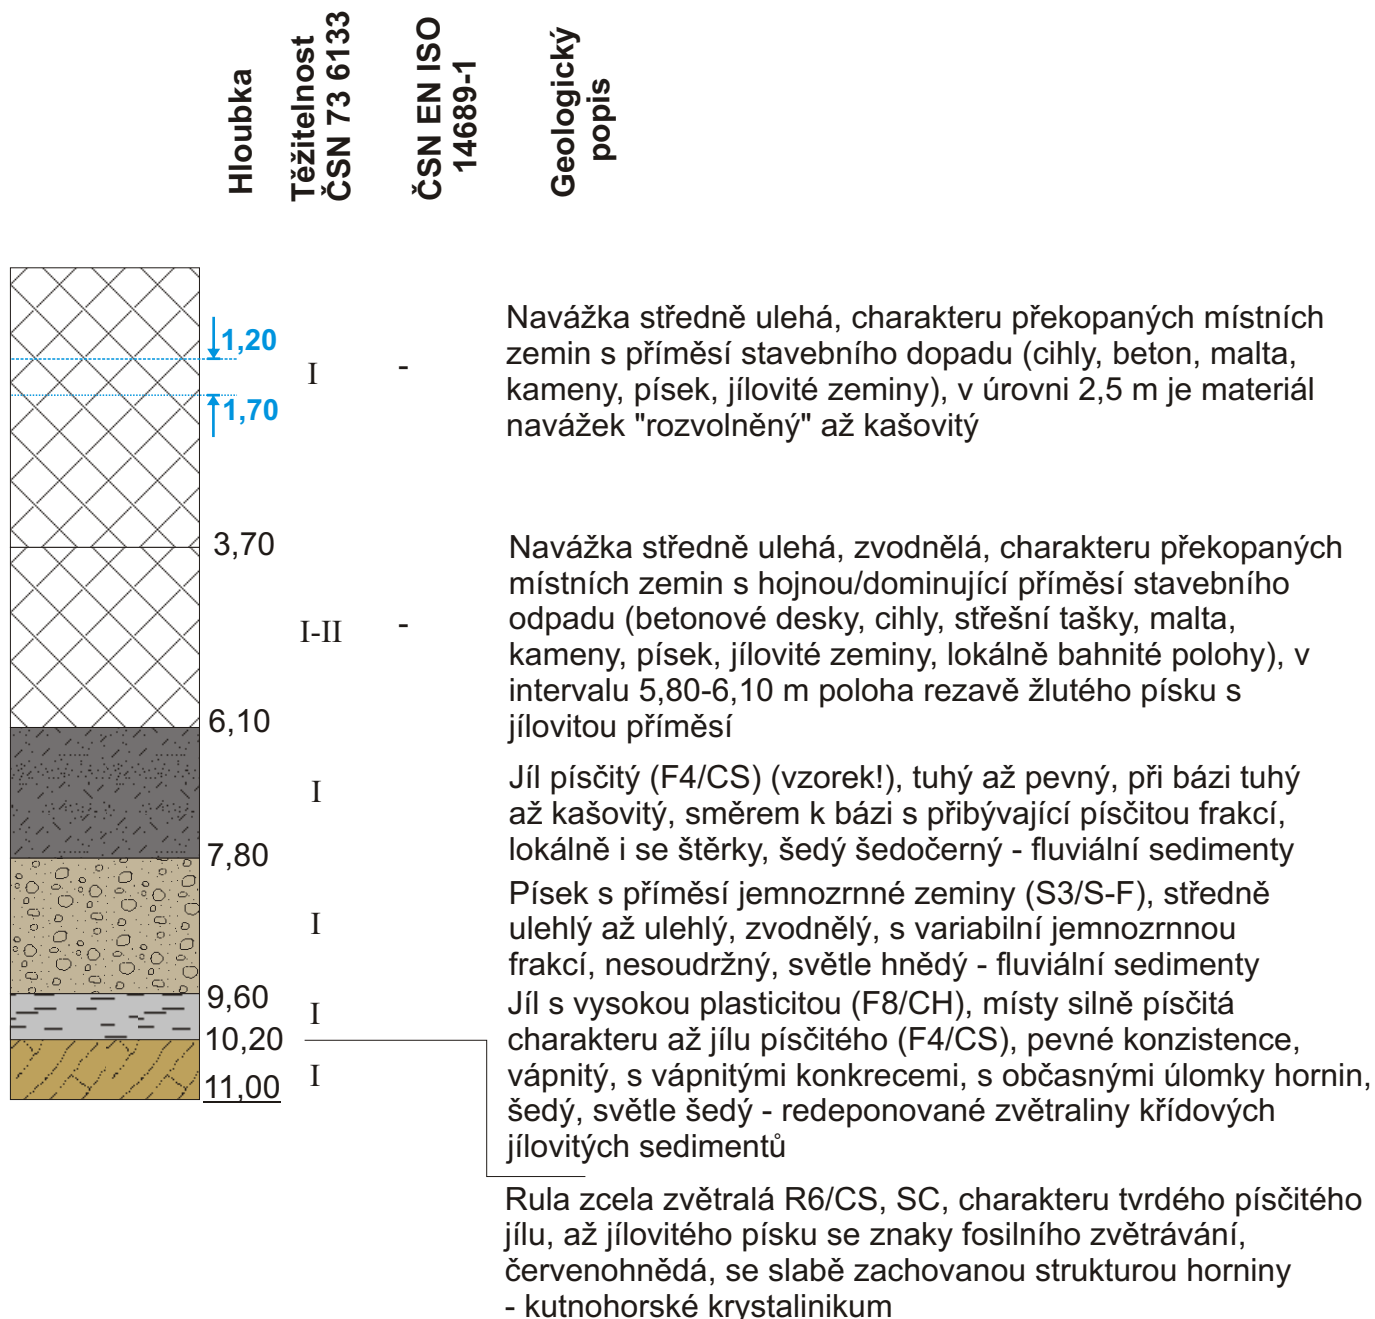 Hloubka
Těžitelnost
ČSN 73 6133
ČSN EN ISO
14689-1
Geologický
popis
1,20
1,70
I
-
Navážka středně ulehá, charakteru překopaných místních
zemin s příměsí stavebního dopadu (cihly, beton, malta,
kameny, písek, jílovité zeminy), v úrovni 2,5 m je materiál
navážek "rozvolněný" až kašovitý
3,70
I-II
-
Navážka středně ulehá, zvodnělá, charakteru překopaných
místních zemin s hojnou/dominující příměsí stavebního
odpadu (betonové desky, cihly, střešní tašky, malta,
kameny, písek, jílovité zeminy, lokálně bahnité polohy), v
intervalu 5,80-6,10 m poloha rezavě žlutého písku s
jílovitou příměsí
6,10
I
Jíl písčitý (F4/CS) (vzorek!), tuhý až pevný, při bázi tuhý
až kašovitý, směrem k bázi s přibývající písčitou frakcí,
lokálně i se štěrky, šedý šedočerný - fluviální sedimenty
7,80
I
Písek s příměsí jemnozrnné zeminy (S3/S-F), středně
ulehlý až ulehlý, zvodnělý, s variabilní jemnozrnnou
frakcí, nesoudržný, světle hnědý - fluviální sedimenty
9,60
I
Jíl s vysokou plasticitou (F8/CH), místy silně písčitá
charakteru až jílu písčitého (F4/CS), pevné konzistence,
vápnitý, s vápnitými konkrecemi, s občasnými úlomky hornin,
šedý, světle šedý - redeponované zvětraliny křídových
jílovitých sedimentů
10,20
I
11,00
Rula zcela zvětralá R6/CS, SC, charakteru tvrdého písčitého
jílu, až jílovitého písku se znaky fosilního zvětrávání,
červenohnědá, se slabě zachovanou strukturou horniny
- kutnohorské krystalinikum